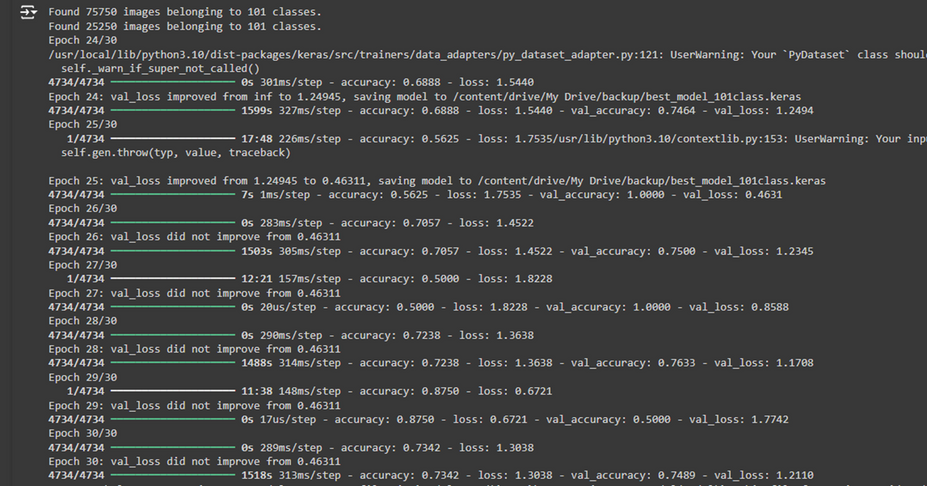 Found 75750 images belonging to 101 classes.
Found 25250 images belonging to 101 classes.
Epoch 24/30
/usr/local/lib/python3.10/dist-packages/keras/src/trainers/data_adapters/py_dataset_adapter.py:121: UserWarning: Your `PyDataset` class shoul
self._warn_if_super_not_called()
4734/4734 0s 301ms/step - accuracy: 0.6888 - loss: 1.5440
Epoch 24: val_loss improved from inf to 1.24945, saving model to /content/drive/My Drive/backup/best_model_101class.keras
4734/4734 1599s 327ms/step - accuracy: 0.6888 - loss: 1.5440 - val_accuracy: 0.7464 - val_loss: 1.2494
Epoch 25/30
1/4734 17:48 226ms/step - accuracy: 0.5625 - loss: 1.7535/usr/lib/python3.10/contextlib.py:153: UserWarning: Your inp
self.gen.throw(typ, value, traceback)
Epoch 25: val_loss improved from 1.24945 to 0.46311, saving model to /content/drive/My Drive/backup/best_model_101class.keras
4734/4734 7s 1ms/step - accuracy: 0.5625 - loss: 1.7535 - val_accuracy: 1.0000 - val_loss: 0.4631
Epoch 26/30
4734/4734 0s 283ms/step - accuracy: 0.7057 - loss: 1.4522
Epoch 26: val_loss did not improve from 0.46311
4734/4734 1503s 305ms/step - accuracy: 0.7057 - loss: 1.4522 - val_accuracy: 0.7500 - val_loss: 1.2345
Epoch 27/30
1/4734 12:21 157ms/step - accuracy: 0.5000 - loss: 1.8228
Epoch 27: val_loss did not improve from 0.46311
4734/4734 0s 20us/step - accuracy: 0.5000 - loss: 1.8228 - val_accuracy: 1.0000 - val_loss: 0.8588
Epoch 28/30
4734/4734 0s 290ms/step - accuracy: 0.7238 - loss: 1.3638
Epoch 28: val_loss did not improve from 0.46311
4734/4734 1488s 314ms/step - accuracy: 0.7238 - loss: 1.3638 - val_accuracy: 0.7633 - val_loss: 1.1708
Epoch 29/30
1/4734 11:38 148ms/step - accuracy: 0.8750 - loss: 0.6721
Epoch 29: val_loss did not improve from 0.46311
4734/4734 0s 17us/step - accuracy: 0.8750 - loss: 0.6721 - val_accuracy: 0.5000 - val_loss: 1.7742
Epoch 30/30
4734/4734 0s 289ms/step - accuracy: 0.7342 - loss: 1.3038
Epoch 30: val_loss did not improve from 0.46311
4734/4734 1518s 313ms/step - accuracy: 0.7342 - loss: 1.3038 - val_accuracy: 0.7489 - val_loss: 1.2110